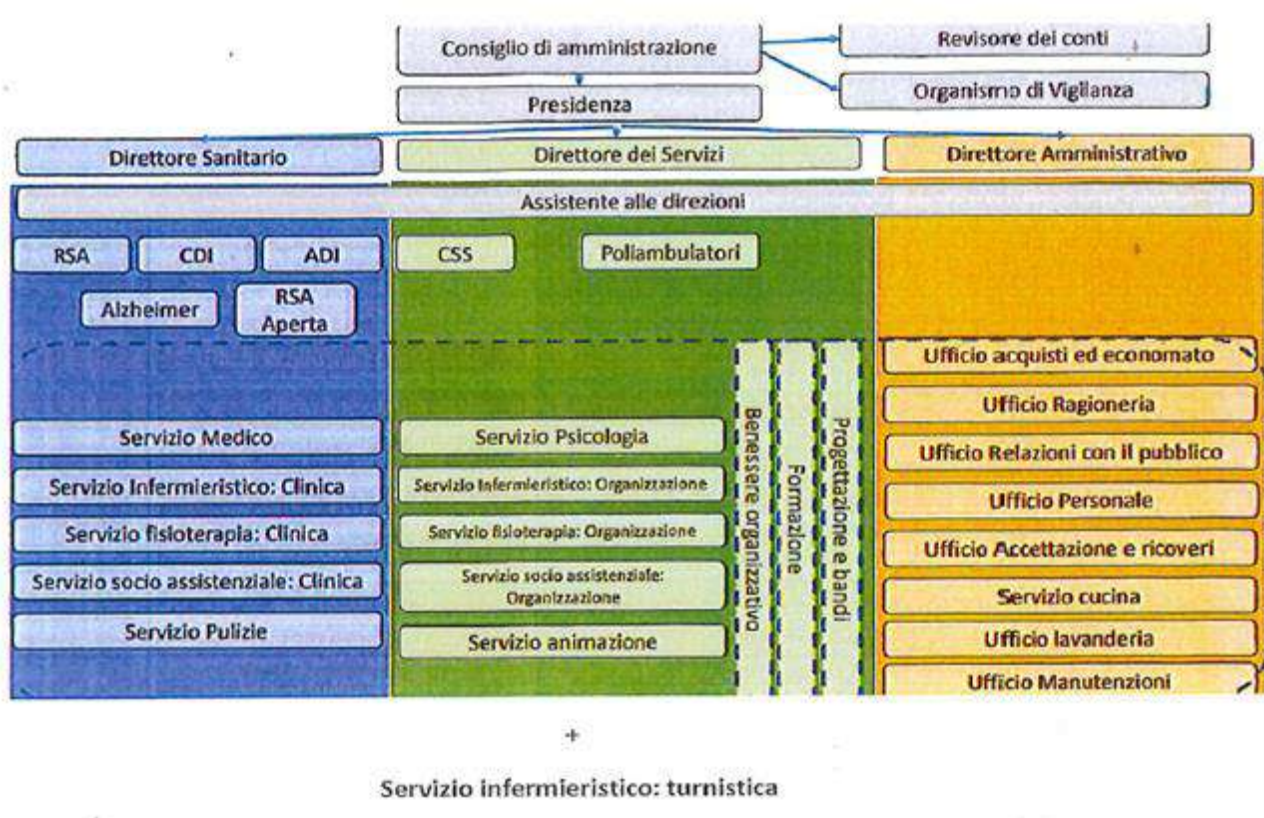 Consiglio di amministrazione
Revisore dei conti
Organismo di Vigilanza
Presidenza
Direttore Sanitario
Direttore dei Servizi
Direttore Amministrativo
Assistente alle direzioni
RSA
CDI
ADI
CSS
Poliambulatori
Alzheimer
RSA
Aperta
Servizio Medico
Servizio Infermieristico: Clinica
Servizio fisioterapia: Clinica
Servizio socio assistenziale: Clinica
Servizio Pulizie
Servizio Psicologia
Servizio Infermieristico: Organizzazione
Servizio fisioterapia: Organizzazione
Servizio socio assistenziale:
Organizzazione
Servizio animazione
Benessere organizzativo
Formazione
Progettazione e bandi
Ufficio acquisti ed economato
Ufficio Ragioneria
Ufficio Relazioni con il pubblico
Ufficio Personale
Ufficio Accettazione e ricoveri
Servizio cucina
Ufficio lavanderia
Ufficio Manutenzioni
+
Servizio infermieristico: turnistica